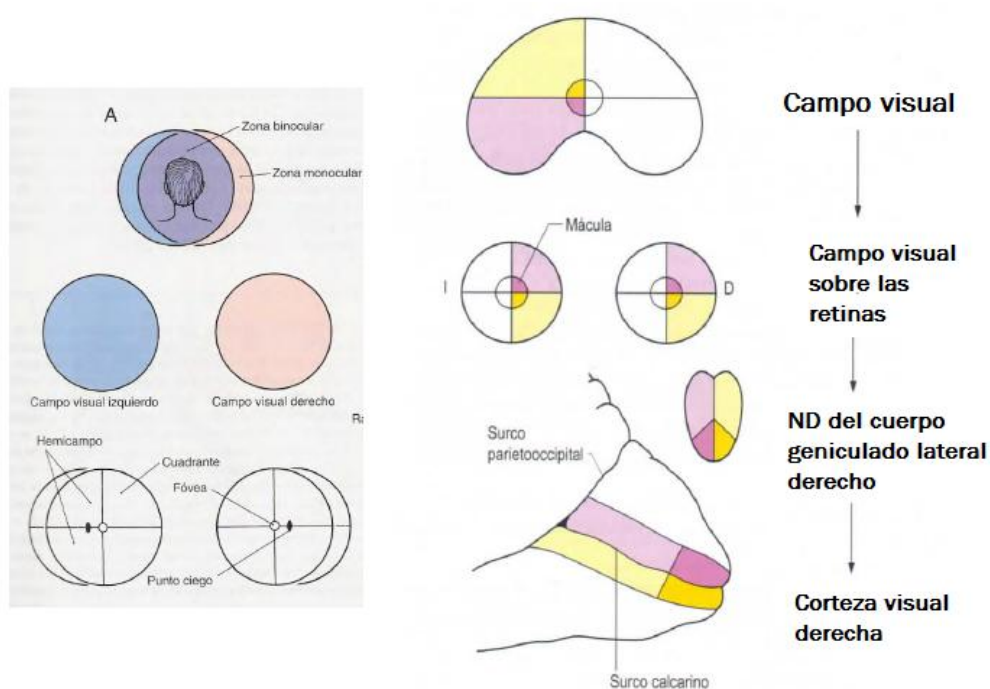 A
Zona binocular
Zona monocular
Campo visual izquierdo
Campo visual derecho
Hemicampo
Cuadrante
Fóvea
Punto ciego
Campo visual
Mácula
I
D
Campo visual
sobre las
retinas
Surco
parietooccipital
ND del cuerpo
geniculado lateral
derecho
Corteza visual
derecha
Surco calcarino